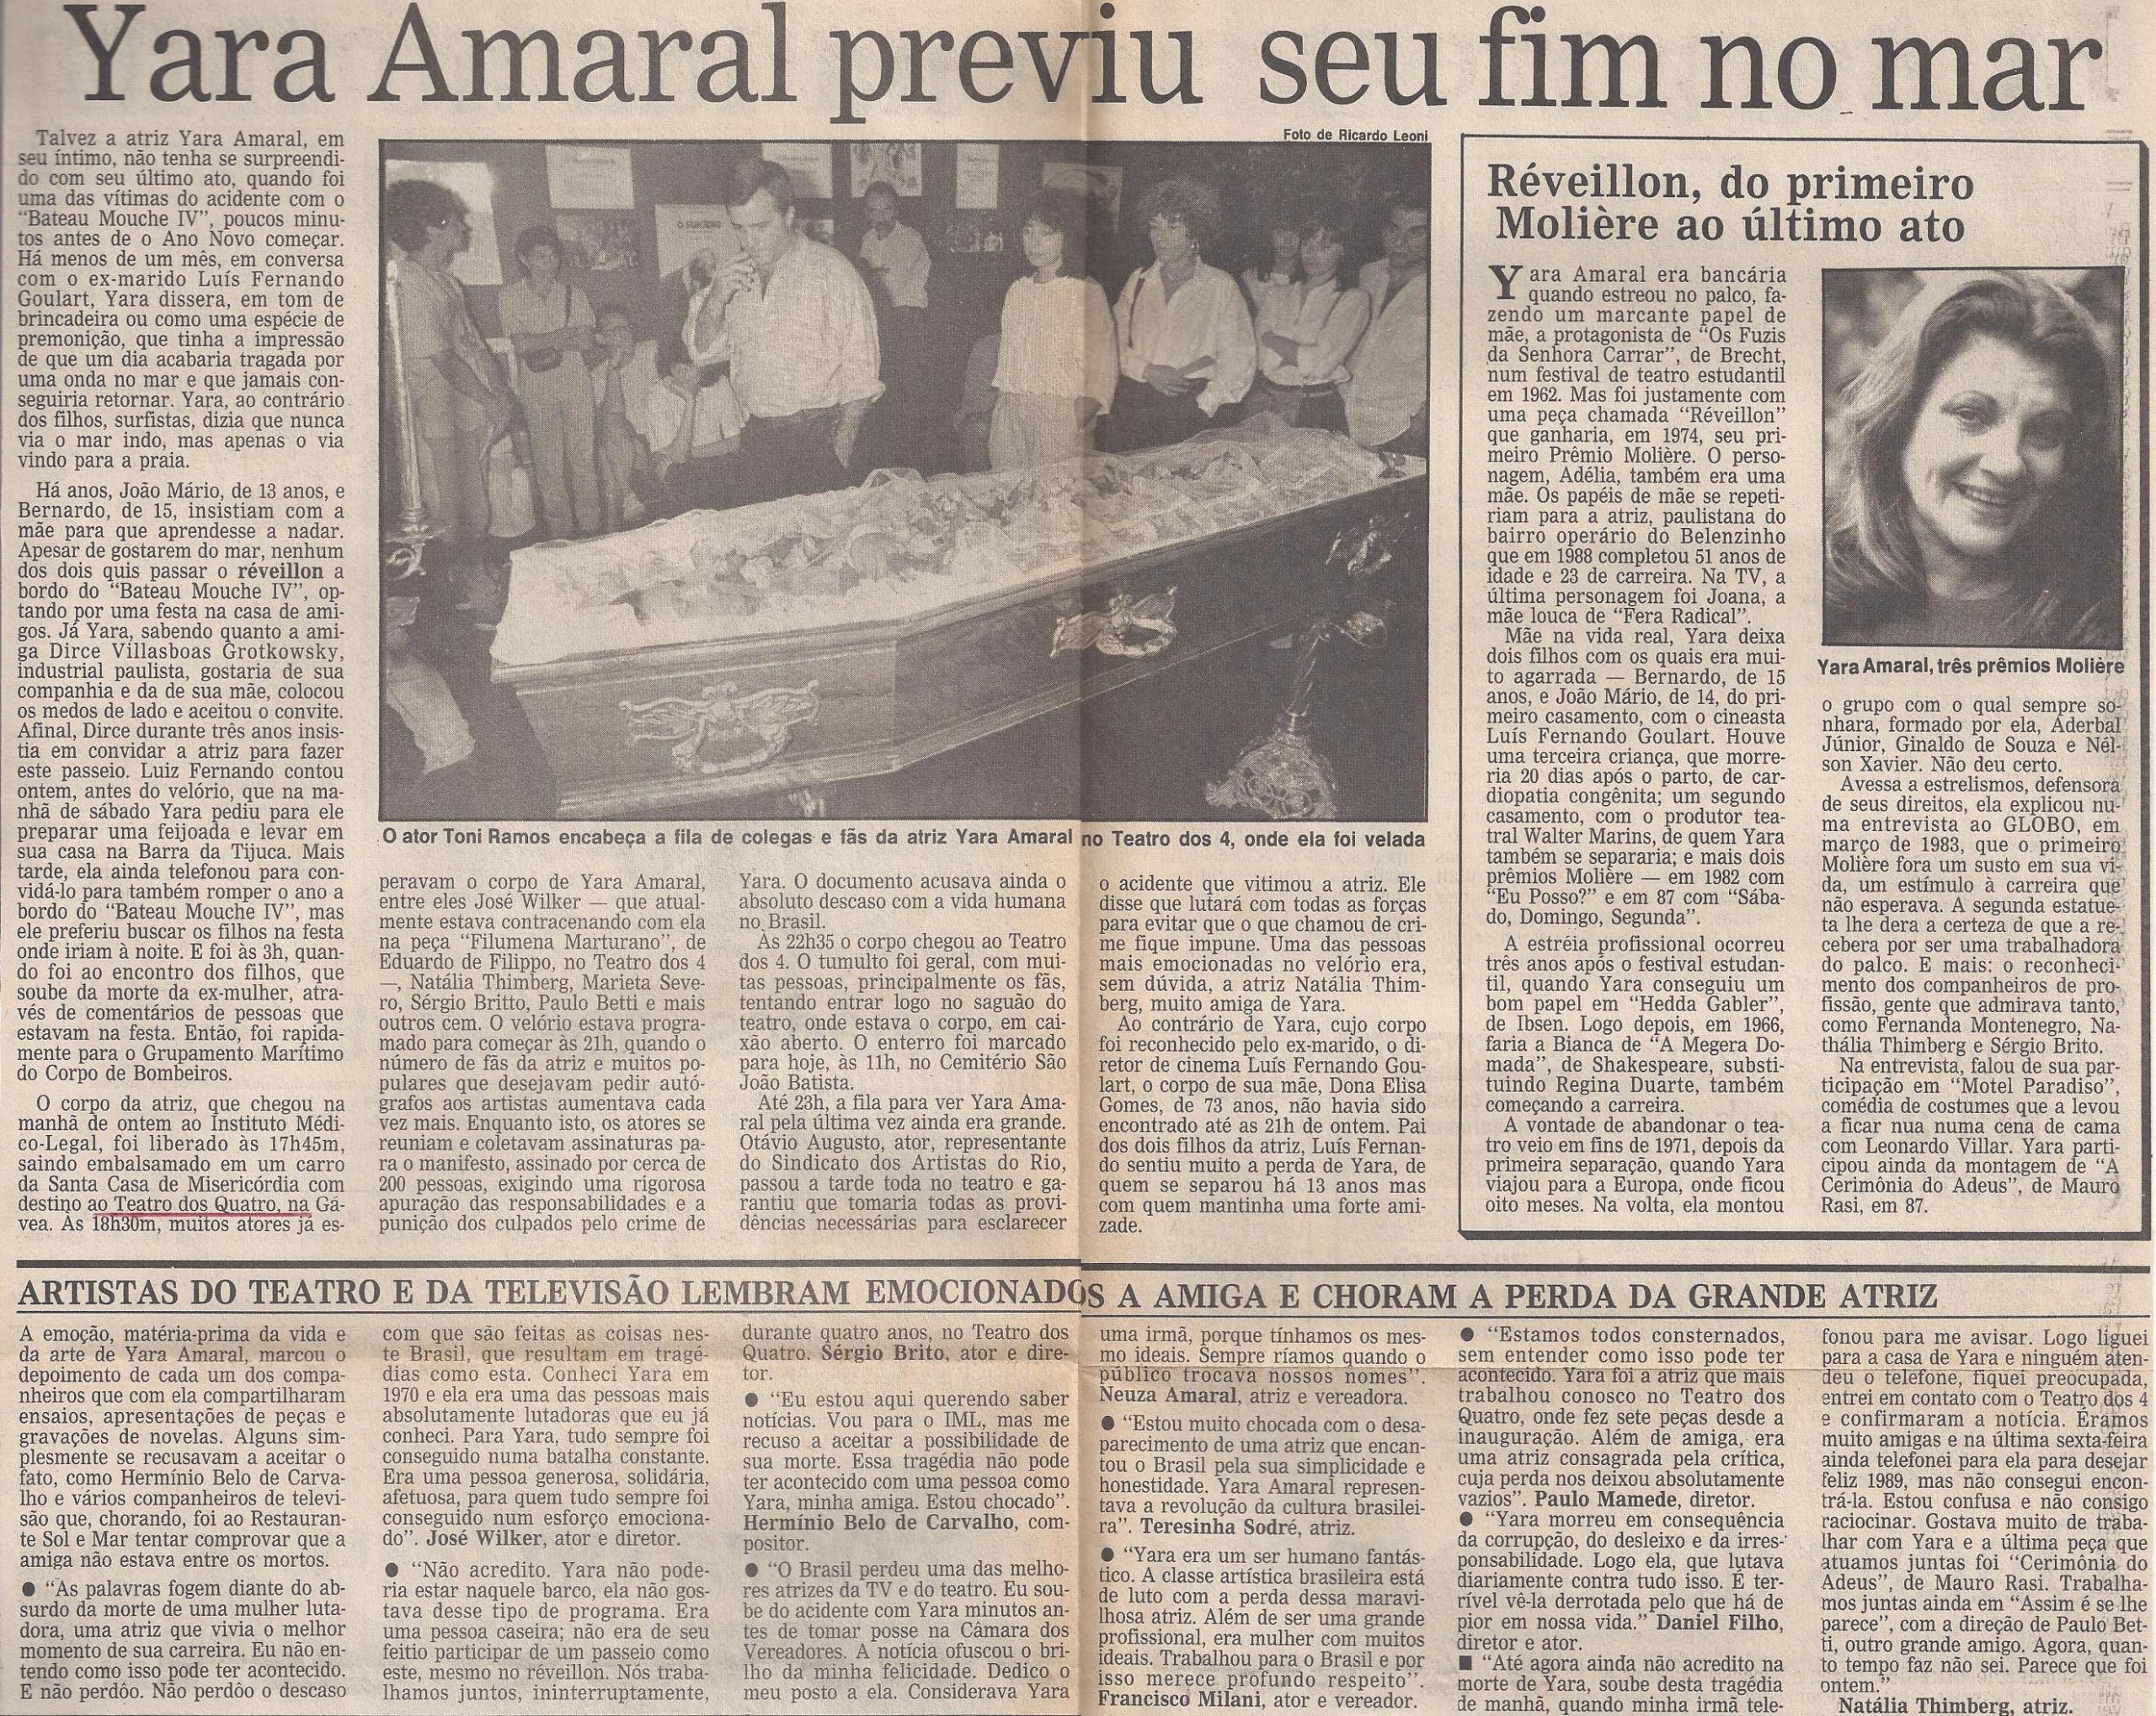 Yara Amaral previu seu fim no mar
Talvez a atriz Yara Amaral, em
seu íntimo, não tenha se surpreendi-
do com seu último ato, quando foi
uma das vítimas do acidente com o
“Bateau Mouche IV”, poucos minu-
tos antes de o Ano Novo começar.
Há menos de um mês, em conversa
com o ex-marido Luís Fernando
Goulart, Yara dissera, em tom de
brincadeira ou como uma espécie de
premonição, que tinha a impressão
de que um dia acabaria tragada por
uma onda no mar e que jamais con-
seguiria retornar. Yara, ao contrário
dos filhos, surfistas, dizia que nunca
via o mar indo, mas apenas o via
vindo para a praia.
Há anos, João Mário, de 13 anos, e
Bernardo, de 15, insistiam com a
mãe para que aprendesse a nadar.
Apesar de gostarem do mar, nenhum
dos dois quis passar o réveillon a
bordo do “Bateau Mouche IV”, op-
tando por uma festa na casa de ami-
gos. Já Yara, sabendo quanto a ami-
ga Dirce Villasboas Grotkowsky,
industrial paulista, gostaria de sua
companhia e da de sua mãe, colocou
os medos de lado e aceitou o convite.
Afinal, Dirce durante três anos insis-
tia em convidar a atriz para fazer
este passeio. Luiz Fernando contou
ontem, antes do velório, que na ma-
nhã de sábado Yara pediu para ele
preparar uma feijoada e levar em
sua casa na Barra da Tijuca. Mais
tarde, ela ainda telefonou para con-
vidá-lo para também romper o ano a
bordo do “Bateau Mouche IV”, mas
ele preferiu buscar os filhos na festa
onde iriam à noite. E foi às 3h, quan-
do foi ao encontro dos filhos, que
soube da morte da ex-mulher, atra-
vés de comentários de pessoas que
estavam na festa. Então, foi rapida-
mente para o Grupamento Marítimo
do Corpo de Bombeiros.
O corpo da atriz, que chegou na
manhã de ontem ao Instituto Médi-
co-Legal, foi liberado às 17h45m,
saindo embalsamado em um carro
da Santa Casa de Misericórdia com
destino ao Teatro dos Quatro, na Gá-
vea. Às 18h30m, muitos atores já es-
Foto de Ricardo Leoni
O ator Toni Ramos encabeça a fila de colegas e fãs da atriz Yara Amaral no Teatro dos 4, onde ela foi velada
peravam o corpo de Yara Amaral,
entre eles José Wilker — que atual-
mente estava contracenando com ela
na peça “Filumena Marturano”, de
Eduardo de Filippo, no Teatro dos 4
—, Natália Thimberg, Marieta Seve-
ro, Sérgio Britto, Paulo Betti e mais
outros cem. O velório estava progra-
mado para começar às 21h, quando o
número de fãs da atriz e muitos po-
pulares que desejavam pedir autó-
grafos aos artistas aumentava cada
vez mais. Enquanto isto, os atores se
reuniam e coletavam assinaturas pa-
ra o manifesto, assinado por cerca de
200 pessoas, exigindo uma rigorosa
apuração das responsabilidades e a
punição dos culpados pelo crime de
Yara. O documento acusava ainda o
absoluto descaso com a vida humana
no Brasil.
Às 22h35 o corpo chegou ao Teatro
dos 4. O tumulto foi geral, com mui-
tas pessoas, principalmente os fãs,
tentando entrar logo no saguão do
teatro, onde estava o corpo, em cai-
xão aberto. O enterro foi marcado
para hoje, às 11h, no Cemitério São
João Batista.
Até 23h, a fila para ver Yara Ama-
ral pela última vez ainda era grande.
Otávio Augusto, ator, representante
do Sindicato dos Artistas do Rio,
passou a tarde toda no teatro e ga-
rantiu que tomaria todas as provi-
dências necessárias para esclarecer
o acidente que vitimou a atriz. Ele
disse que lutará com todas as forças
para evitar que o que chamou de cri-
me fique impune. Uma das pessoas
mais emocionadas no velório era,
sem dúvida, a atriz Natália Thim-
berg, muito amiga de Yara.
Ao contrário de Yara, cujo corpo
foi reconhecido pelo ex-marido, o di-
retor de cinema Luís Fernando Gou-
lart, o corpo de sua mãe, Dona Elisa
Gomes, de 73 anos, não havia sido
encontrado até as 21h de ontem. Pai
dos dois filhos da atriz, Luís Fernan-
do sentiu muito a perda de Yara, de
quem se separou há 13 anos mas
com quem mantinha uma forte ami-
zade.
Réveillon, do primeiro
Molière ao último ato
Yara Amaral era bancária
quando estreou no palco, fa-
zendo um marcante papel de
mãe, a protagonista de “Os Fuzis
da Senhora Carrar”, de Brecht,
num festival de teatro estudantil
em 1962. Mas foi justamente com
uma peça chamada “Réveillon”
que ganharia, em 1974, seu pri-
meiro Prêmio Molière. O perso-
nagem, Adélia, também era uma
mãe. Os papéis de mãe se repeti-
riam para a atriz, paulistana do
bairro operário do Belenzinho
que em 1988 completou 51 anos de
idade e 23 de carreira. Na TV, a
última personagem foi Joana, a
mãe louca de “Fera Radical”.
Mãe na vida real, Yara deixa
dois filhos com os quais era mui-
to agarrada — Bernardo, de 15
anos, e João Mário, de 14, do pri-
meiro casamento, com o cineasta
Luís Fernando Goulart. Houve
uma terceira criança, que morre-
ria 20 dias após o parto, de car-
diopatia congênita; um segundo
casamento, com o produtor tea-
tral Walter Marins, de quem Yara
também se separaria; e mais dois
prêmios Molière — em 1982 com
“Eu Posso?” e em 87 com “Sába-
do, Domingo, Segunda”.
A estréia profissional ocorreu
três anos após o festival estudan-
til, quando Yara conseguiu um
bom papel em “Hedda Gabler”,
de Ibsen. Logo depois, em 1966,
faria a Bianca de “A Megera Do-
mada”, de Shakespeare, substi-
tuindo Regina Duarte, também
começando a carreira.
A vontade de abandonar o tea-
tro veio em fins de 1971, depois da
primeira separação, quando Yara
viajou para a Europa, onde ficou
oito meses. Na volta, ela montou
Yara Amaral, três prêmios Molière
o grupo com o qual sempre so-
nhara, formado por ela, Aderbal
Júnior, Ginaldo de Souza e Nél-
son Xavier. Não deu certo.
Avessa a estrelismos, defensora
de seus direitos, ela explicou nu-
ma entrevista ao GLOBO, em
março de 1983, que o primeiro
Molière fora um susto em sua vi-
da, um estímulo à carreira que
não esperava. A segunda estatue-
ta lhe dera a certeza de que a re-
cebera por ser uma trabalhadora
do palco. E mais: o reconheci-
mento dos companheiros de pro-
fissão, gente que admirava tanto,
como Fernanda Montenegro, Na-
thália Thimberg e Sérgio Brito.
Na entrevista, falou de sua par-
ticipação em “Motel Paradiso”,
comédia de costumes que a levou
a ficar nua numa cena de cama
com Leonardo Villar. Yara parti-
cipou ainda da montagem de “A
Cerimônia do Adeus”, de Mauro
Rasi, em 87.
ARTISTAS DO TEATRO E DA TELEVISÃO LEMBRAM EMOCIONADOS A AMIGA E CHORAM A PERDA DA GRANDE ATRIZ
A emoção, matéria-prima da vida e
da arte de Yara Amaral, marcou o
depoimento de cada um dos compa-
nheiros que com ela compartilharam
ensaios, apresentações de peças e
gravações de novelas. Alguns sim-
plesmente se recusavam a aceitar o
fato, como Hermínio Belo de Carva-
lho e vários companheiros de televi-
são que, chorando, foi ao Restauran-
te Sol e Mar tentar comprovar que a
amiga não estava entre os mortos.
● “As palavras fogem diante do ab-
surdo da morte de uma mulher luta-
dora, uma atriz que vivia o melhor
momento de sua carreira. Eu não en-
tendo como isso pode ter acontecido.
E não perdôo. Não perdôo o descaso
com que são feitas as coisas nes-
te Brasil, que resultam em tragé-
dias como esta. Conheci Yara em
1970 e ela era uma das pessoas mais
absolutamente lutadoras que eu já
conheci. Para Yara, tudo sempre foi
conseguido numa batalha constante.
Era uma pessoa generosa, solidária,
afetuosa, para quem tudo sempre foi
conseguido num esforço emociona-
do”. José Wilker, ator e diretor.
● “Não acredito. Yara não pode-
ria estar naquele barco, ela não gos-
tava desse tipo de programa. Era
uma pessoa caseira; não era de seu
feitio participar de um passeio como
este, mesmo no réveillon. Nós traba-
lhamos juntos, ininterruptamente,
durante quatro anos, no Teatro dos
Quatro. Sérgio Brito, ator e dire-
tor.
● “Eu estou aqui querendo saber
notícias. Vou para o IML, mas me
recuso a aceitar a possibilidade de
sua morte. Essa tragédia não pode
ter acontecido com uma pessoa como
Yara, minha amiga. Estou chocado”.
Hermínio Belo de Carvalho, com-
positor.
● “O Brasil perdeu uma das melho-
res atrizes da TV e do teatro. Eu sou-
be do acidente com Yara minutos an-
tes de tomar posse na Câmara dos
Vereadores. A notícia ofuscou o bri-
lho da minha felicidade. Dedico o
meu posto a ela. Considerava Yara
uma irmã, porque tínhamos os mes-
mo ideais. Sempre ríamos quando o
público trocava nossos nomes”.
Neuza Amaral, atriz e vereadora.
● “Estou muito chocada com o desa-
parecimento de uma atriz que encan-
tou o Brasil pela sua simplicidade e
honestidade. Yara Amaral represen-
tava a revolução da cultura brasilei-
ra”. Teresinha Sodré, atriz.
● “Yara era um ser humano fantás-
tico. A classe artística brasileira está
de luto com a perda dessa maravi-
lhosa atriz. Além de ser uma grande
profissional, era mulher com muitos
ideais. Trabalhou para o Brasil e por
isso merece profundo respeito”.
Francisco Milani, ator e vereador.
● “Estamos todos consternados,
sem entender como isso pode ter
acontecido. Yara foi a atriz que mais
trabalhou conosco no Teatro dos
Quatro, onde fez sete peças desde a
inauguração. Além de amiga, era
uma atriz consagrada pela crítica,
cuja perda nos deixou absolutamente
vazios”. Paulo Mamede, diretor.
● “Yara morreu em consequência
da corrupção, do desleixo e da irres-
ponsabilidade. Logo ela, que lutava
diariamente contra tudo isso. É ter-
rível vê-la derrotada pelo que há de
pior em nossa vida.” Daniel Filho,
diretor e ator.
■ “Até agora ainda não acredito na
morte de Yara, soube desta tragédia
de manhã, quando minha irmã tele-
fonou para me avisar. Logo liguei
para a casa de Yara e ninguém aten-
deu o telefone, fiquei preocupada,
entrei em contato com o Teatro dos 4
e confirmaram a notícia. Éramos
muito amigas e na última sexta-feira
ainda telefonei para ela para desejar
feliz 1989, mas não consegui encon-
trá-la. Estou confusa e não consigo
raciocinar. Gostava muito de traba-
lhar com Yara e a última peça que
atuamos juntas foi “Cerimônia do
Adeus”, de Mauro Rasi. Trabalha-
mos juntas ainda em “Assim é se lhe
parece”, com a direção de Paulo Bet-
ti, outro grande amigo. Agora, quan-
to tempo faz não sei. Parece que foi
ontem.”
Natália Thimberg, atriz.